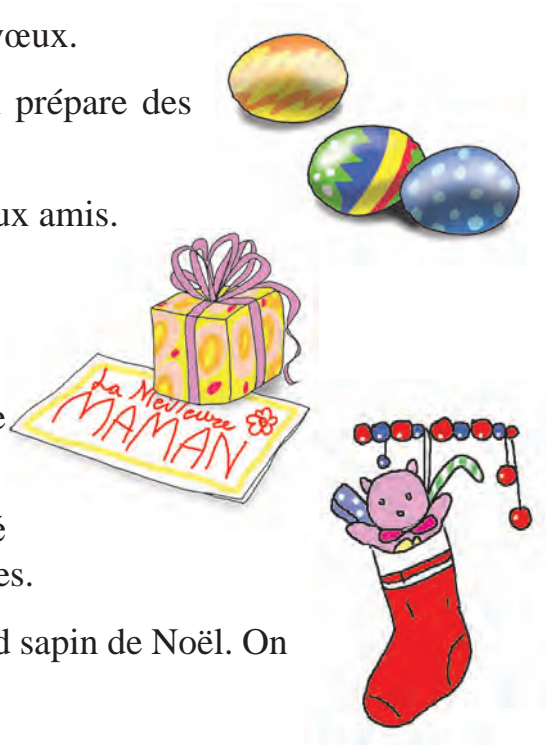 vœux.
prépare des
ux amis.
La Meilleure
MAMAN
e
é
es.
d sapin de Noël. On